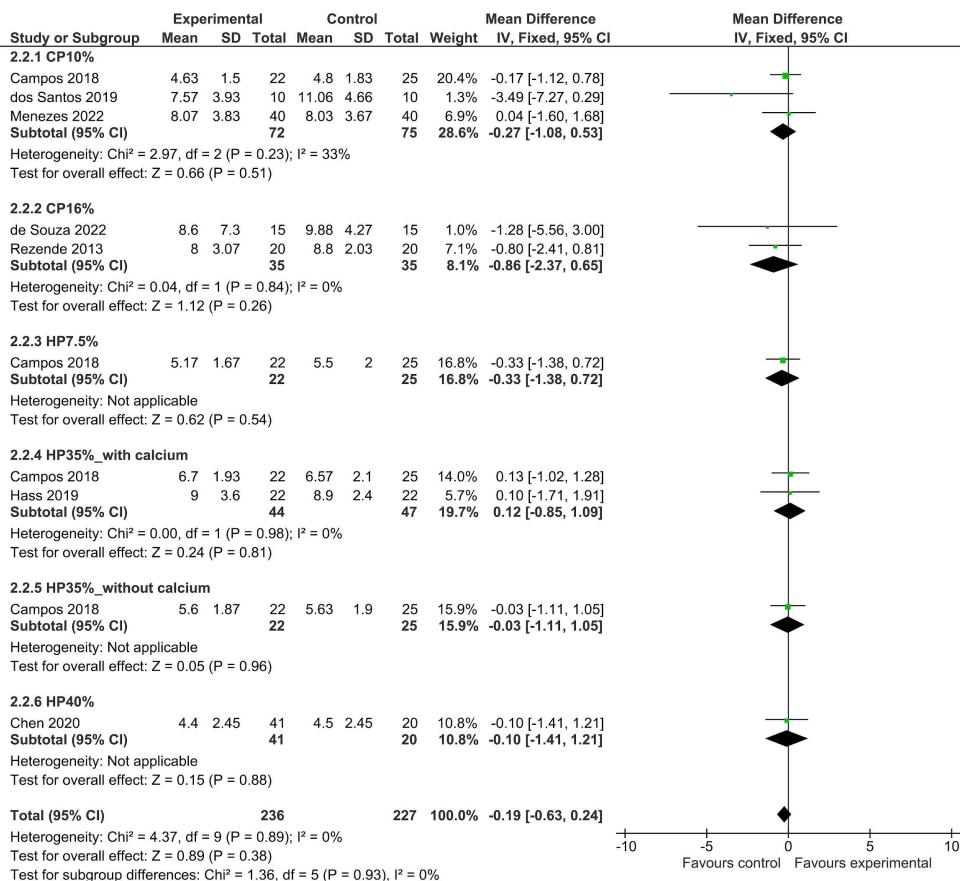 Experimental Control Mean Difference Mean Difference
Study or Subgroup Mean SD Total Mean SD Total Weight IV, Fixed, 95% CI IV, Fixed, 95% CI
2.2.1 CP10%
Campos 2018 4.63 1.5 22 4.8 1.83 25 20.4% -0.17 [-1.12, 0.78]
dos Santos 2019 7.57 3.93 10 11.06 4.66 10 1.3% -3.49 [-7.27, 0.29]
Menezes 2022 8.07 3.83 40 8.03 3.67 40 6.9% 0.04 [-1.60, 1.68]
Subtotal (95% CI) 72 75 28.6% -0.27 [-1.08, 0.53]
Heterogeneity: Chi² = 2.97, df = 2 (P = 0.23); I² = 33%
Test for overall effect: Z = 0.66 (P = 0.51)
2.2.2 CP16%
de Souza 2022 8.6 7.3 15 9.88 4.27 15 1.0% -1.28 [-5.56, 3.00]
Rezende 2013 8 3.07 20 8.8 2.03 20 7.1% -0.80 [-2.41, 0.81]
Subtotal (95% CI) 35 35 8.1% -0.86 [-2.37, 0.65]
Heterogeneity: Chi² = 0.04, df = 1 (P = 0.84); I² = 0%
Test for overall effect: Z = 1.12 (P = 0.26)
2.2.3 HP7.5%
Campos 2018 5.17 1.67 22 5.5 2 25 16.8% -0.33 [-1.38, 0.72]
Subtotal (95% CI) 22 25 16.8% -0.33 [-1.38, 0.72]
Heterogeneity: Not applicable
Test for overall effect: Z = 0.62 (P = 0.54)
2.2.4 HP35%_with calcium
Campos 2018 6.7 1.93 22 6.57 2.1 25 14.0% 0.13 [-1.02, 1.28]
Hass 2019 9 3.6 22 8.9 2.4 22 5.7% 0.10 [-1.71, 1.91]
Subtotal (95% CI) 44 47 19.7% 0.12 [-0.85, 1.09]
Heterogeneity: Chi² = 0.00, df = 1 (P = 0.98); I² = 0%
Test for overall effect: Z = 0.24 (P = 0.81)
2.2.5 HP35%_without calcium
Campos 2018 5.6 1.87 22 5.63 1.9 25 15.9% -0.03 [-1.11, 1.05]
Subtotal (95% CI) 22 25 15.9% -0.03 [-1.11, 1.05]
Heterogeneity: Not applicable
Test for overall effect: Z = 0.05 (P = 0.96)
2.2.6 HP40%
Chen 2020 4.4 2.45 41 4.5 2.45 20 10.8% -0.10 [-1.41, 1.21]
Subtotal (95% CI) 41 20 10.8% -0.10 [-1.41, 1.21]
Heterogeneity: Not applicable
Test for overall effect: Z = 0.15 (P = 0.88)
Total (95% CI) 236 227 100.0% -0.19 [-0.63, 0.24]
Heterogeneity: Chi² = 4.37, df = 9 (P = 0.89); I² = 0%
Test for overall effect: Z = 0.89 (P = 0.38)
Test for subgroup differences: Chi² = 1.36, df = 5 (P = 0.93), I² = 0%
-10 -5 0 5 10
Favours control Favours experimental